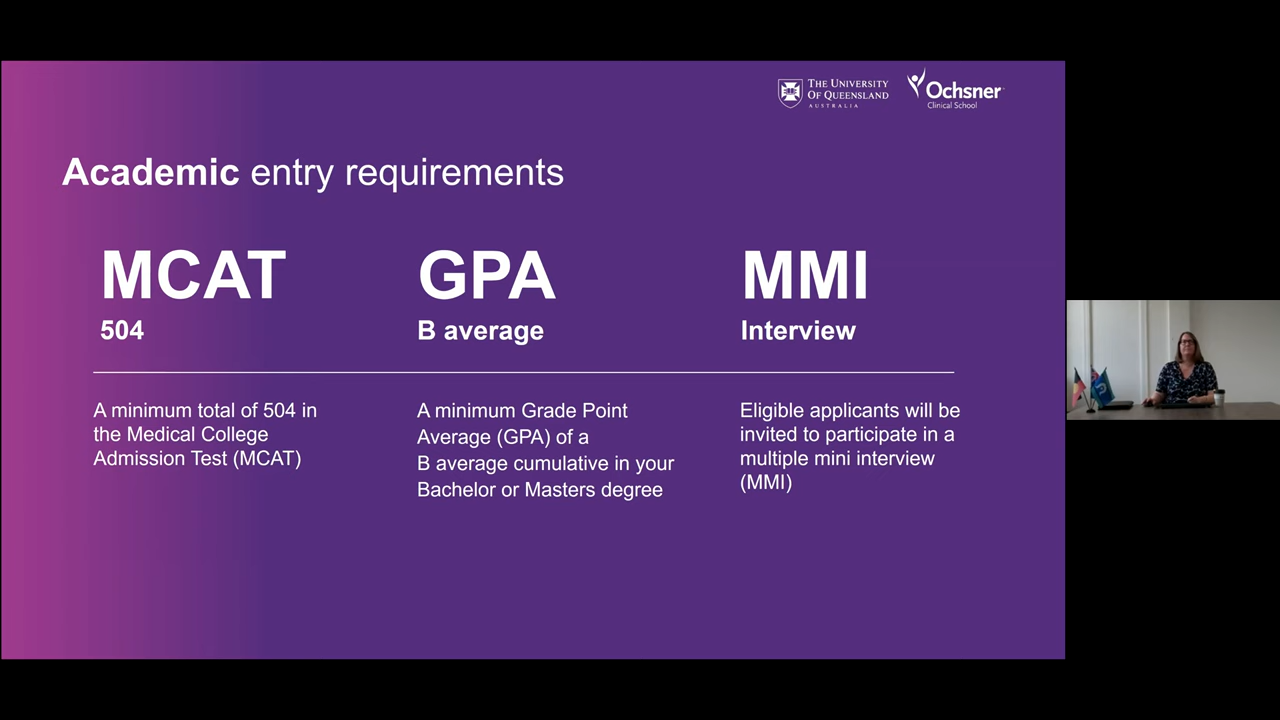 THE UNIVERSITY
OF QUEENSLAND
AUSTRALIA
Ochsner
Clinical School
Academic entry requirements
MCAT
504
A minimum total of 504 in
the Medical College
Admission Test (MCAT)
GPA
B average
A minimum Grade Point
Average (GPA) of a
B average cumulative in your
Bachelor or Masters degree
MMI
Interview
Eligible applicants will be
invited to participate in a
multiple mini interview
(MMI)